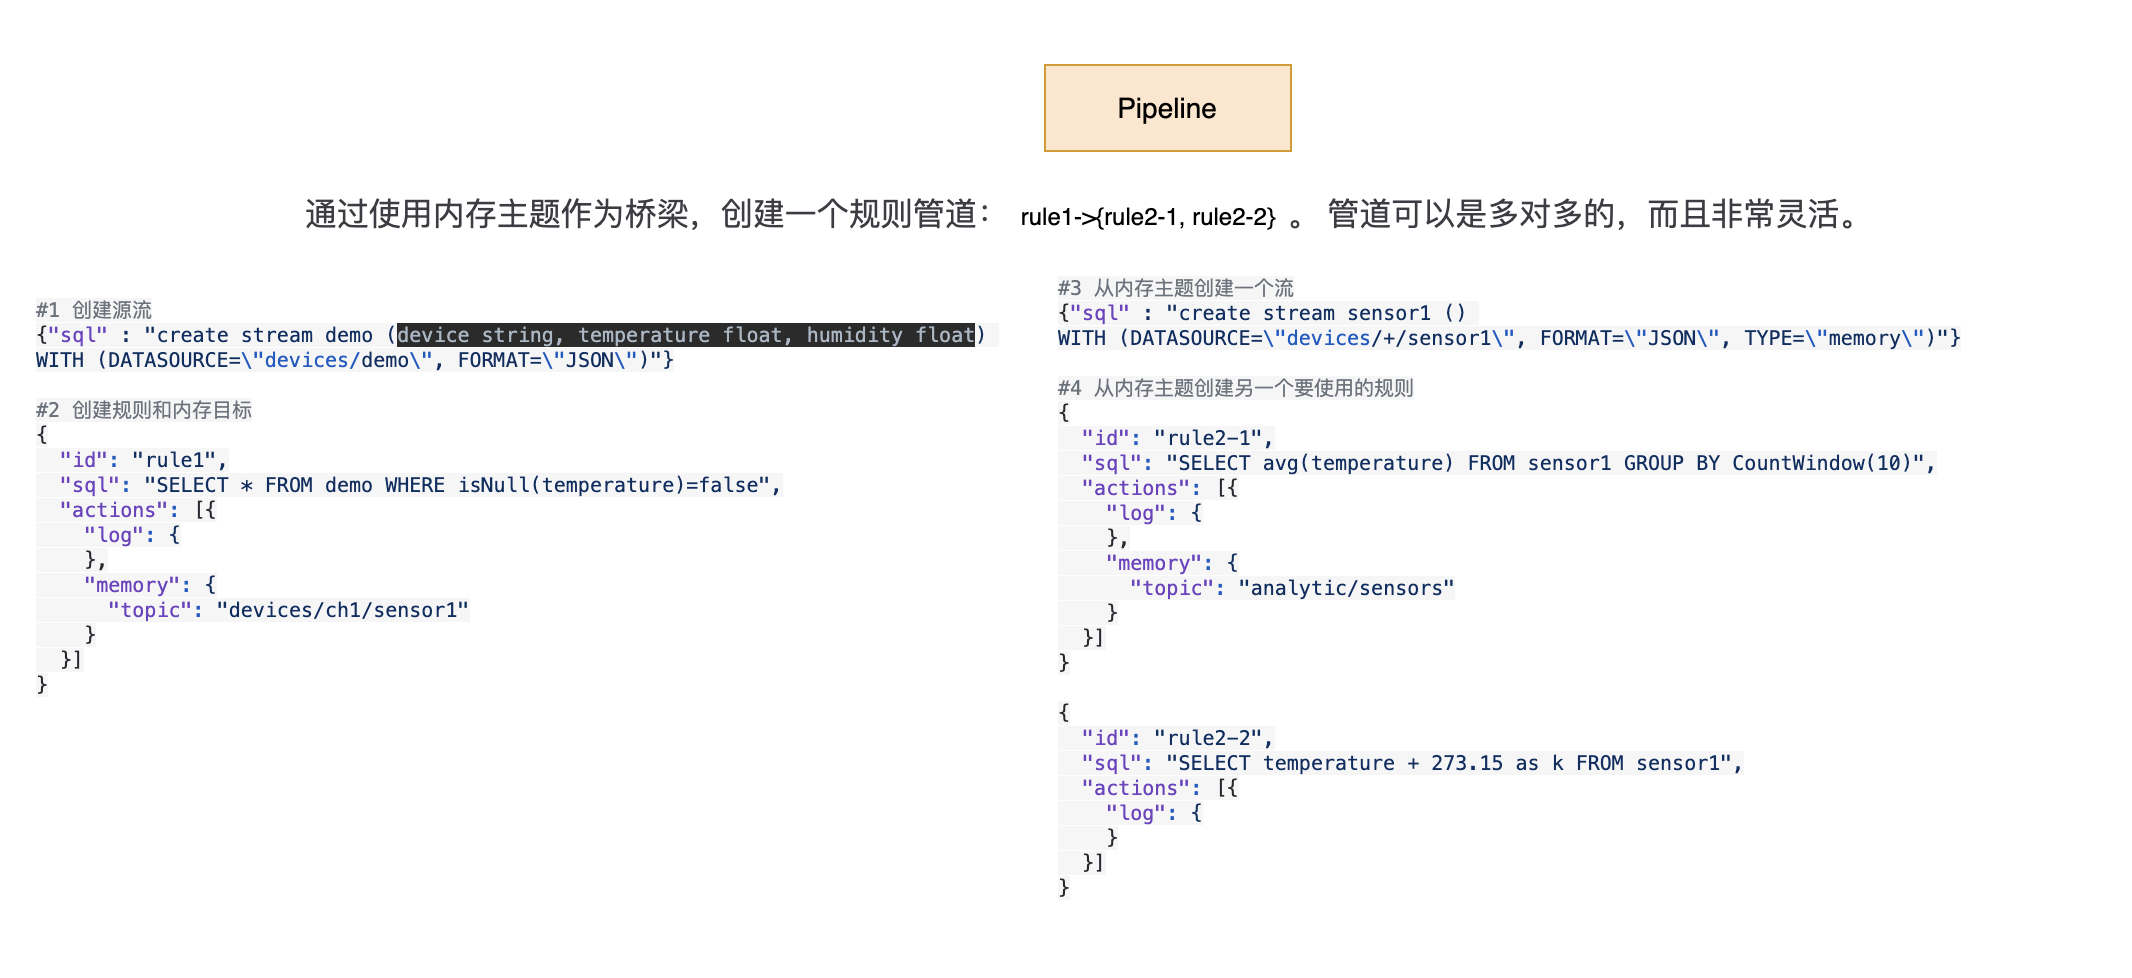 Pipeline
通过使用内存主题作为桥梁，创建一个规则管道： rule1->{rule2-1, rule2-2} 。 管道可以是多对多的，而且非常灵活。
#1 创建源流
{"sql" : "create stream demo (device string, temperature float, humidity float)
WITH (DATASOURCE=\"devices/demo\", FORMAT=\"JSON\")"}
#2 创建规则和内存目标
{
  "id": "rule1",
  "sql": "SELECT * FROM demo WHERE isNull(temperature)=false",
  "actions": [{
    "log": {
    },
    "memory": {
      "topic": "devices/ch1/sensor1"
    }
  }]
}
#3 从内存主题创建一个流
{"sql" : "create stream sensor1 ()
WITH (DATASOURCE=\"devices/+/sensor1\", FORMAT=\"JSON\", TYPE=\"memory\")"}
#4 从内存主题创建另一个要使用的规则
{
  "id": "rule2-1",
  "sql": "SELECT avg(temperature) FROM sensor1 GROUP BY CountWindow(10)",
  "actions": [{
    "log": {
    },
    "memory": {
      "topic": "analytic/sensors"
    }
  }]
}
{
  "id": "rule2-2",
  "sql": "SELECT temperature + 273.15 as k FROM sensor1",
  "actions": [{
    "log": {
    }
  }]
}